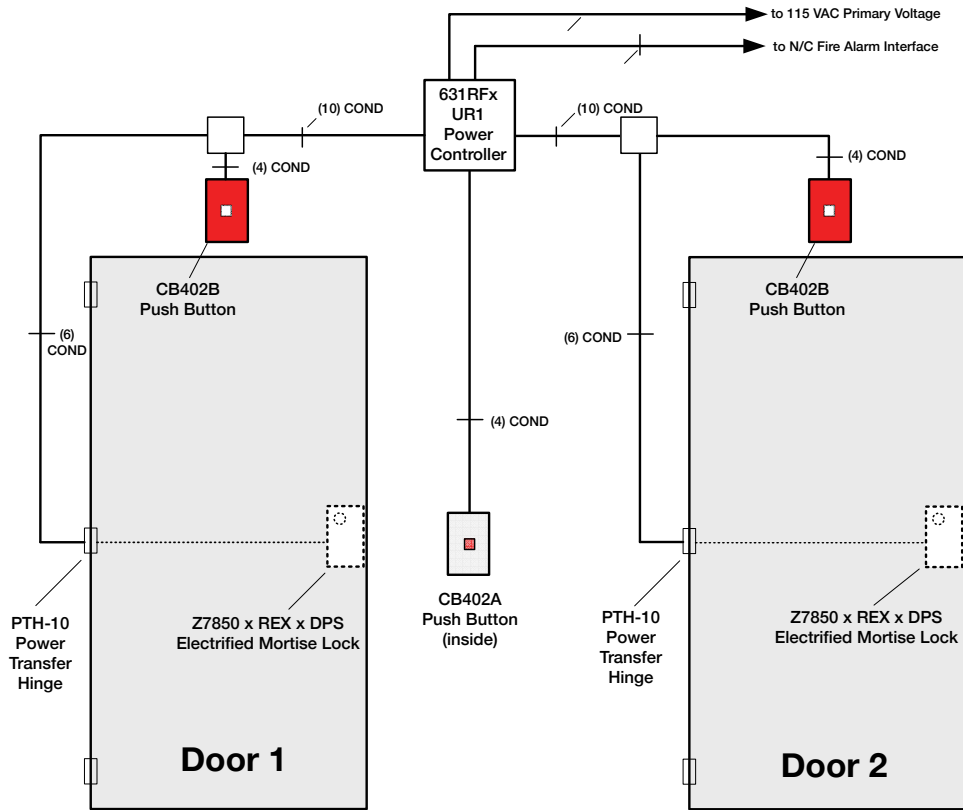 to 115 VAC Primary Voltage
to N/C Fire Alarm Interface
631RFx
UR1
Power
Controller
(10) COND
(10) COND
(4) COND
(4) COND
CB402B
Push Button
CB402B
Push Button
(6)
COND
(6) COND
(4) COND
CB402A
Push Button
(inside)
PTH-10
Power
Transfer
Hinge
Z7850 x REX x DPS
Electrified Mortise Lock
PTH-10
Power
Transfer
Hinge
Z7850 x REX x DPS
Electrified Mortise Lock
Door 1
Door 2